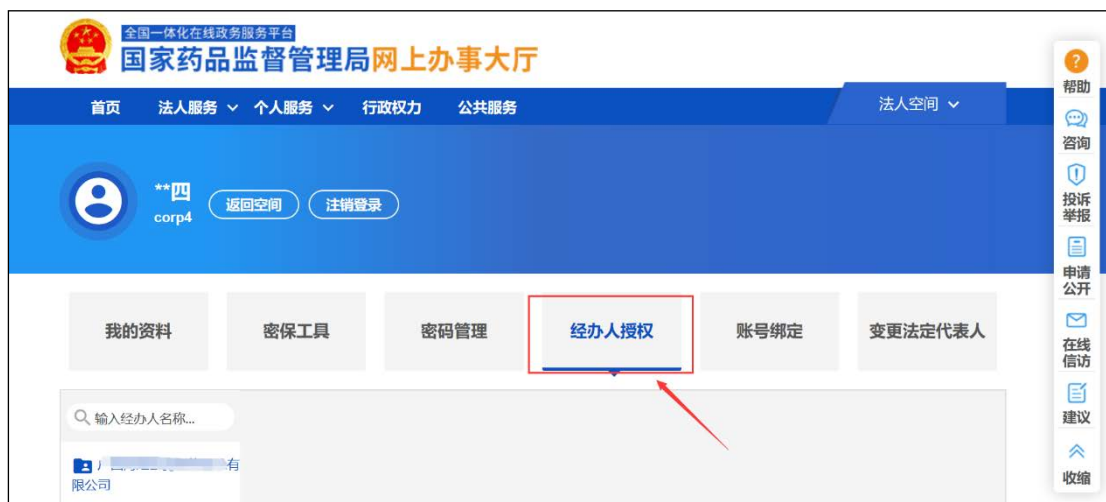 全国一体化在线政务服务平台
国家药品监督管理局网上办事大厅
首页 法人服务 个人服务 行政权力 公共服务 法人空间
**四
corp4
返回空间 注销登录
我的资料 密保工具 密码管理 经办人授权 账号绑定 变更法定代表人
输入经办人名称...
有
限公司
?
帮助
咨询
投诉
举报
申请
公开
在线
信访
建议
收缩